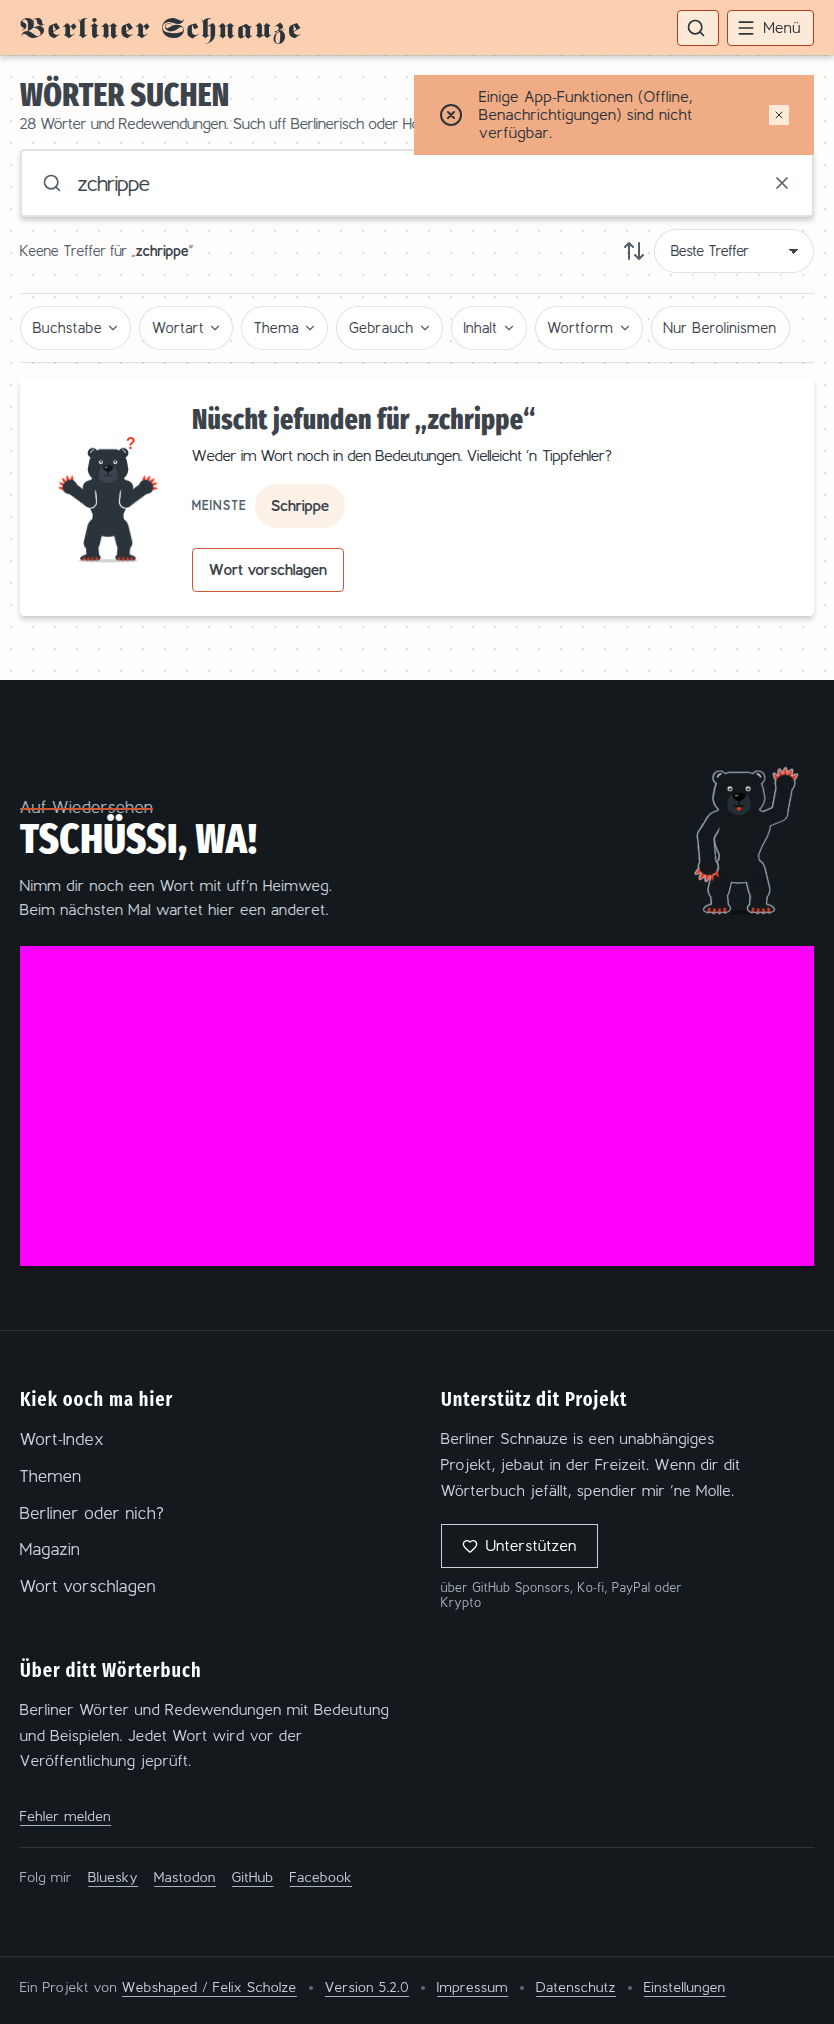 Berliner Schnauze
Menü
WÖRTER SUCHEN
28 Wörter und Redewendungen. Such uff Berlinerisch oder
Einige App-Funktionen (Offline,
Benachrichtigungen) sind nicht
verfügbar.
zchrippe
Keene Treffer für „zchrippe“
Beste Treffer
Buchstabe
Wortart
Thema
Gebrauch
Inhalt
Wortform
Nur Berolinismen
?
Nüscht jefunden für „zchrippe“
Weder im Wort noch in den Bedeutungen. Vielleicht ’n Tippfehler?
MEINSTE
Schrippe
Wort vorschlagen
Auf Wiedersehen
TSCHÜSSI, WA!
Nimm dir noch een Wort mit uff’n Heimweg.
Beim nächsten Mal wartet hier een anderet.
Kiek ooch ma hier
Wort-Index
Themen
Berliner oder nich?
Magazin
Wort vorschlagen
Unterstütz dit Projekt
Berliner Schnauze is een unabhängiges
Projekt, jebaut in der Freizeit. Wenn dir dit
Wörterbuch jefällt, spendier mir ’ne Molle.
Unterstützen
über GitHub Sponsors, Ko-fi, PayPal oder
Krypto
Über ditt Wörterbuch
Berliner Wörter und Redewendungen mit Bedeutung
und Beispielen. Jedet Wort wird vor der
Veröffentlichung jeprüft.
Fehler melden
Folg mir Bluesky Mastodon GitHub Facebook
Ein Projekt von Webshaped / Felix Scholze • Version 5.2.0 • Impressum • Datenschutz • Einstellungen